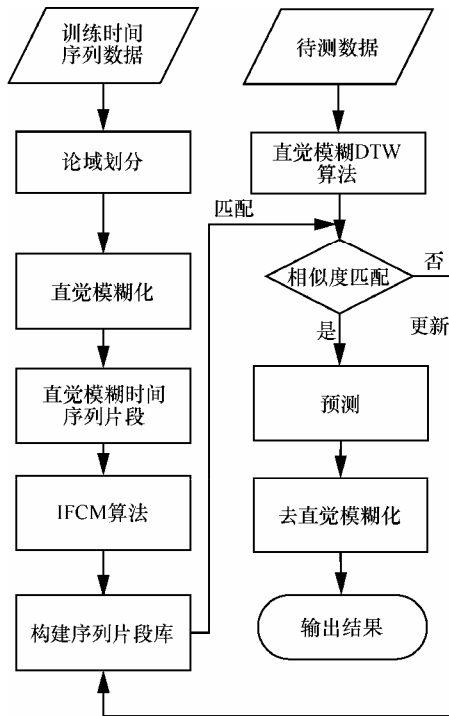 训练时间
序列数据
论域划分
直觉模糊化
直觉模糊时间
序列片段
IFCM算法
构建序列片段库
匹配
待测数据
直觉模糊DTW
算法
相似度匹配
否
是
更新
预测
去直觉模糊化
输出结果